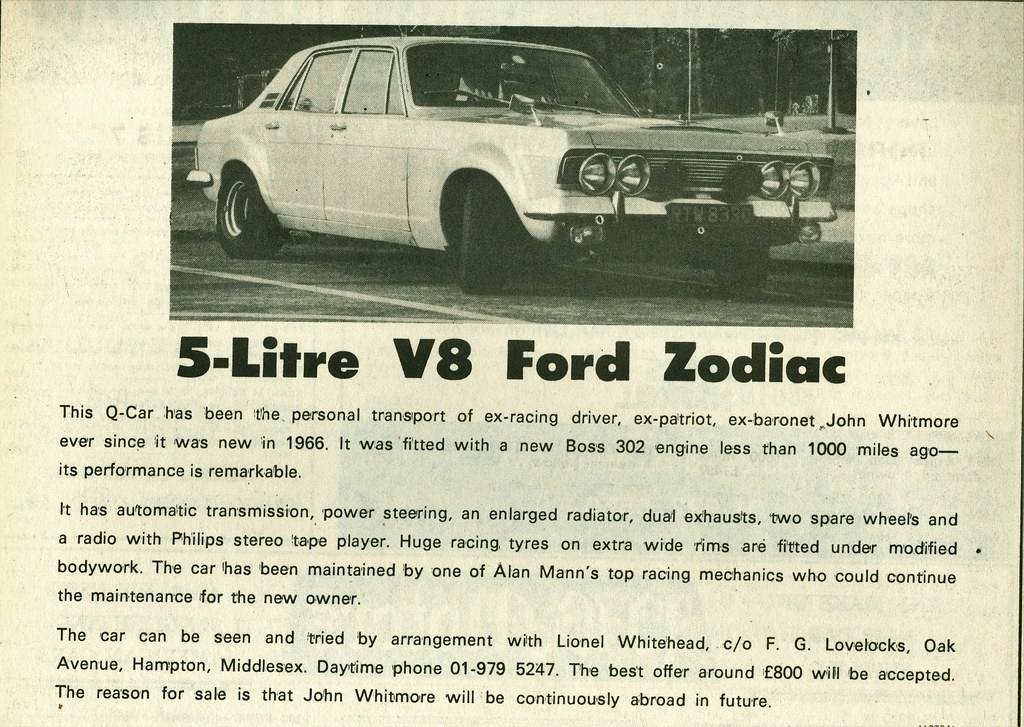 RTW 833D
5-Litre V8 Ford Zodiac
This Q-Car has been the personal transport of ex-racing driver, ex-patriot, ex-baronet John Whitmore
ever since it was new in 1966. It was fitted with a new Boss 302 engine less than 1000 miles ago—
its performance is remarkable.
It has automatic transmission, power steering, an enlarged radiator, dual exhausts, two spare wheels and
a radio with Philips stereo tape player. Huge racing tyres on extra wide rims are fitted under modified
bodywork. The car has been maintained by one of Alan Mann's top racing mechanics who could continue
the maintenance for the new owner.
The car can be seen and tried by arrangement with Lionel Whitehead, c/o F. G. Lovelocks, Oak
Avenue, Hampton, Middlesex. Daytime phone 01-979 5247. The best offer around £800 will be accepted.
The reason for sale is that John Whitmore will be continuously abroad in future.